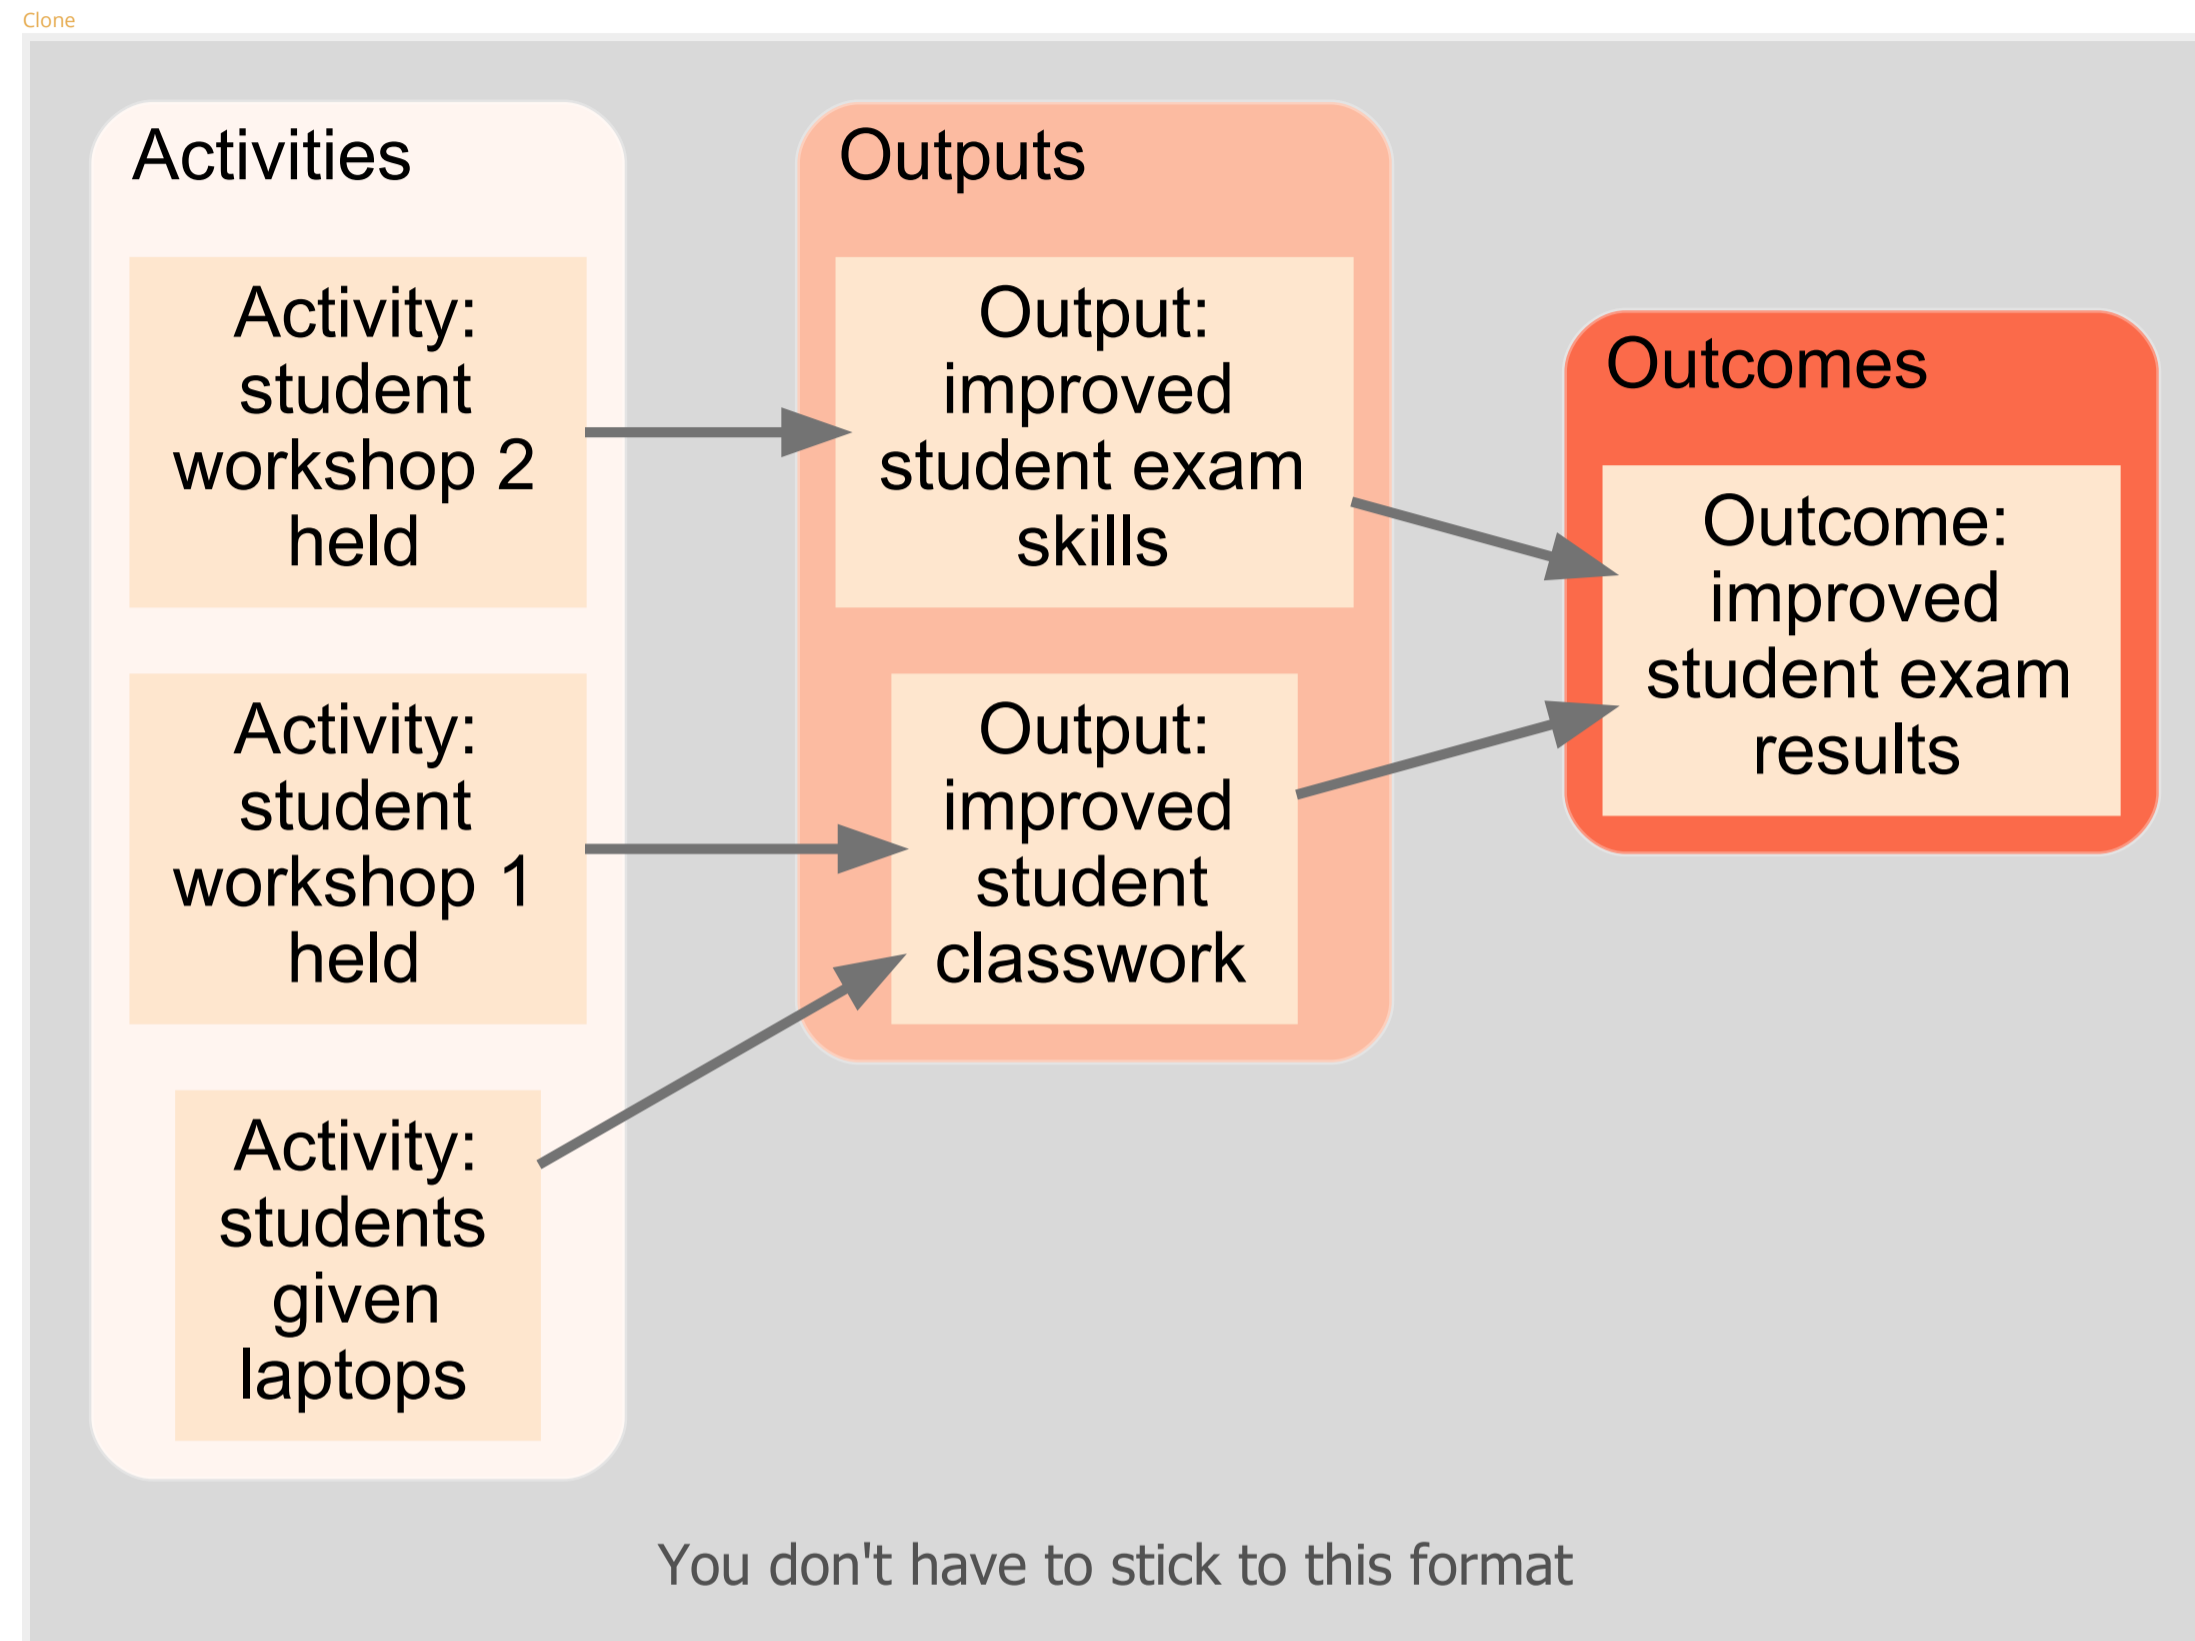 Clone
Activities
Activity:
student
workshop 2
held
Activity:
student
workshop 1
held
Activity:
students
given
laptops
Outputs
Output:
improved
student exam
skills
Output:
improved
student
classwork
Outcomes
Outcome:
improved
student exam
results
You don't have to stick to this format